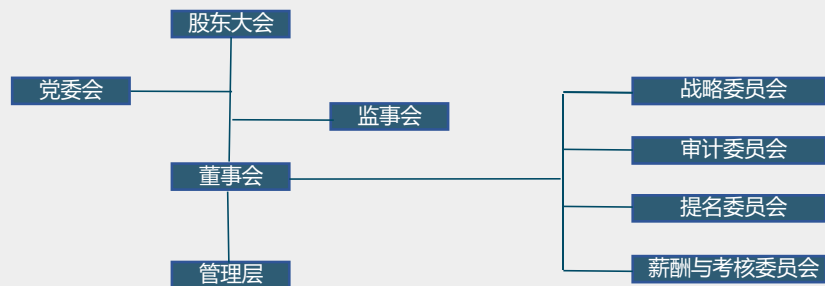 股东大会
党委会
战略委员会
监事会
审计委员会
董事会
提名委员会
管理层
薪酬与考核委员会